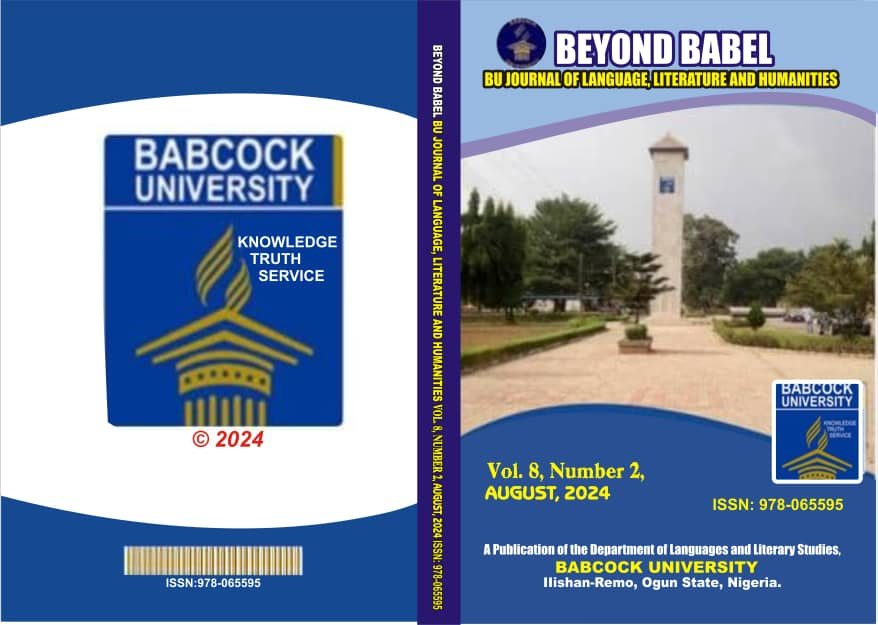 BABCOCK
UNIVERSITY
KNOWLEDGE
TRUTH
SERVICE
© 2024
ISSN:978-065595
BEYOND BABEL BU JOURNAL OF LANGUAGE, LITERATURE AND HUMANITIES VOL. 8, NUMBER 2, AUGUST, 2024 ISSN: 978-065595
BEYOND BABEL
BU JOURNAL OF LANGUAGE, LITERATURE AND HUMANITIES
BABCOCK
UNIVERSITY
KNOWLEDGE
TRUTH
SERVICE
Vol. 8, Number 2,
AUGUST, 2024
ISSN: 978-065595
A Publication of the Department of Languages and Literary Studies,
BABCOCK UNIVERSITY
Ilishan-Remo, Ogun State, Nigeria.